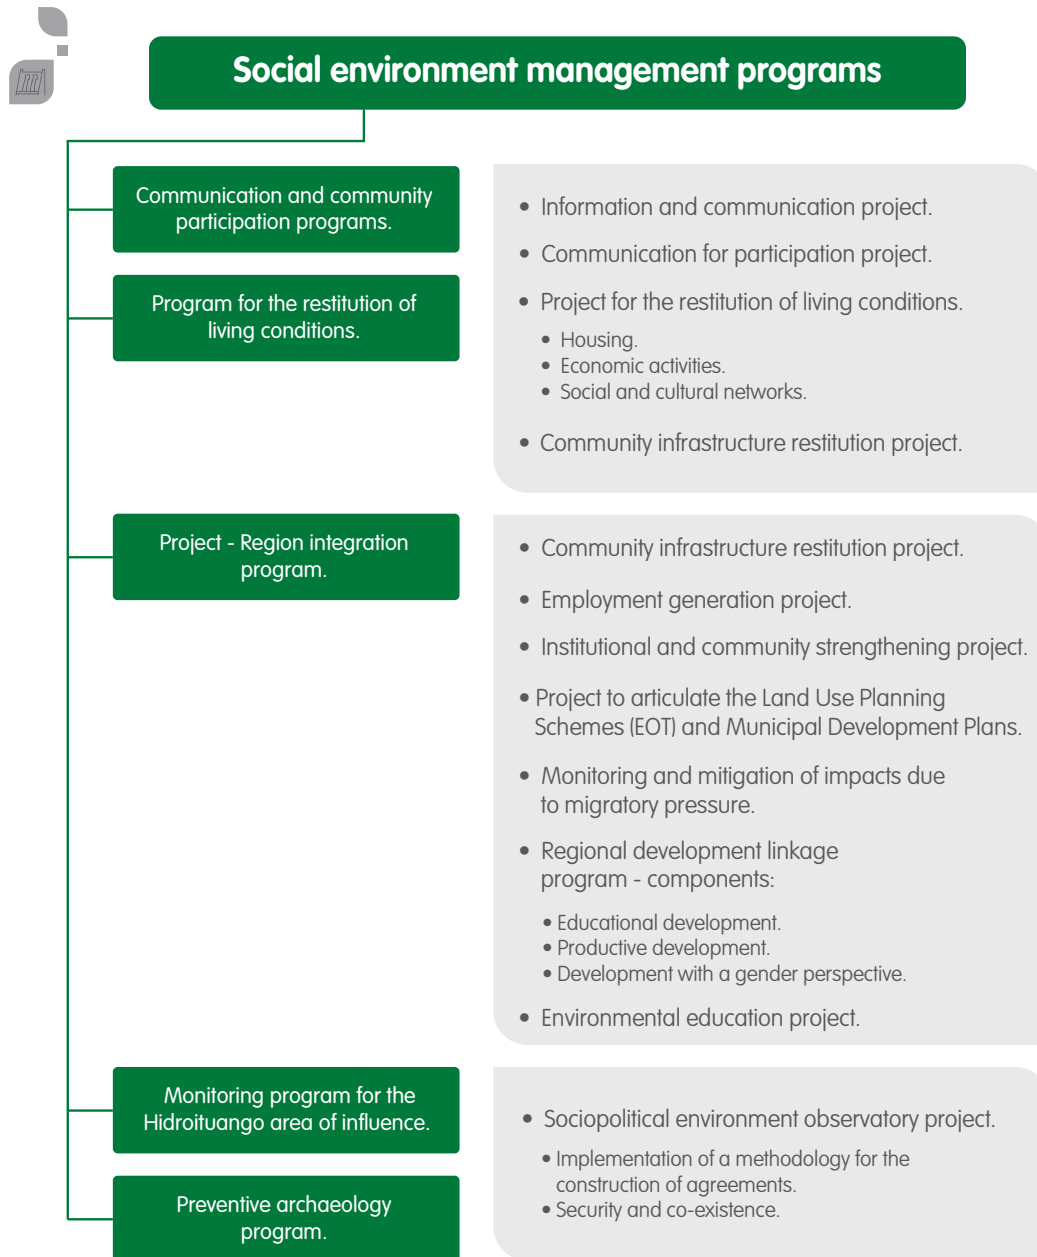 Social environment management programs
Communication and community
participation programs.
Program for the restitution of
living conditions.
• Information and communication project.
• Communication for participation project.
• Project for the restitution of living conditions.
• Housing.
• Economic activities.
• Social and cultural networks.
• Community infrastructure restitution project.
Project - Region integration
program.
• Community infrastructure restitution project.
• Employment generation project.
• Institutional and community strengthening project.
• Project to articulate the Land Use Planning
Schemes (EOT) and Municipal Development Plans.
• Monitoring and mitigation of impacts due
to migratory pressure.
• Regional development linkage
program - components:
• Educational development.
• Productive development.
• Development with a gender perspective.
• Environmental education project.
Monitoring program for the
Hidroituango area of influence.
Preventive archaeology
program.
• Sociopolitical environment observatory project.
• Implementation of a methodology for the
construction of agreements.
• Security and co-existence.